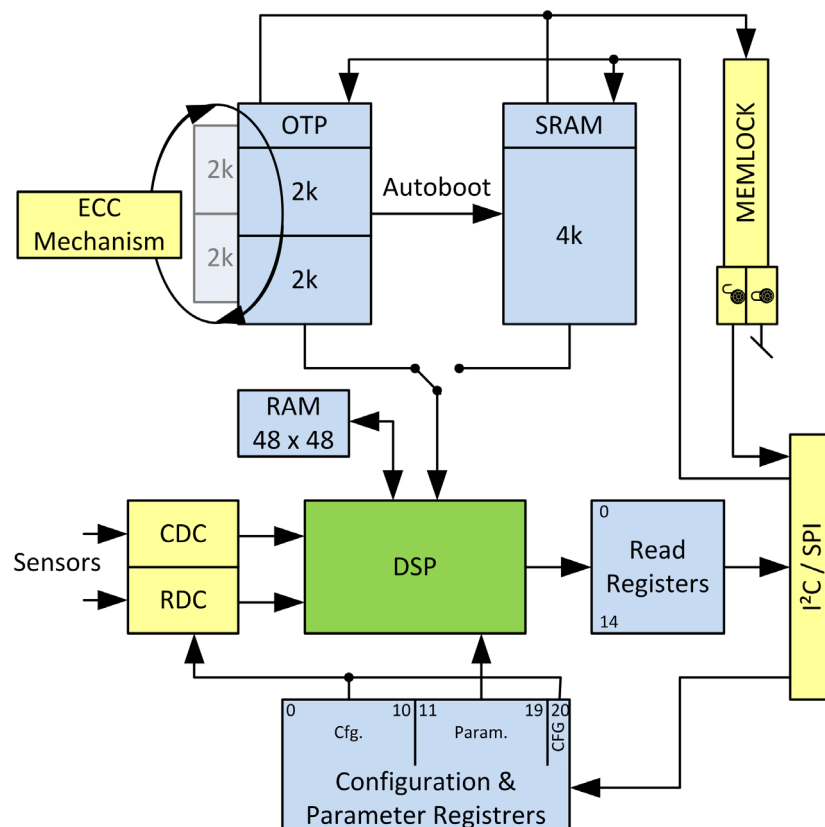 OTP
SRAM
MEMLOCK
2k
2k
Autoboot
ECC
Mechanism
4k
2k
2k
RAM
48 x 48
CDC
RDC
Sensors
DSP
0
Read
Registers
14
I²C / SPI
0
10
11
19
20
Cfg.
Param.
CFG
Configuration &
Parameter Registrers